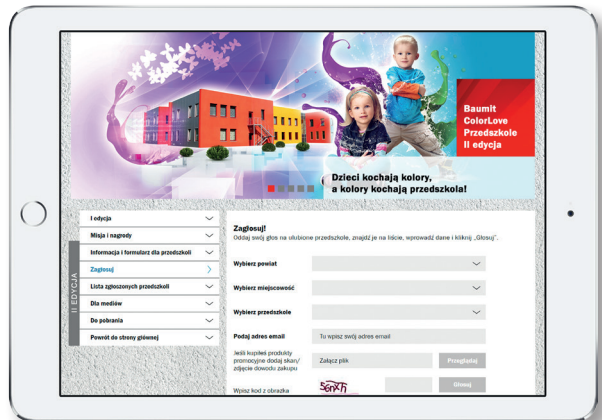 Baumit
ColorLove
Przedszkole
II edycja
Dzieci kochają kolory,
a kolory kochają przedszkola!
II EDYCJA
I edycja
Misja i nagrody
Informacja i formularz dla przedszkoli
Zagłosuj
Lista zgłoszonych przedszkoli
Dla mediów
Do pobrania
Powrót do strony głównej
Zagłosuj!
Oddaj swój głos na ulubione przedszkole, znajdź je na liście, wprowadź dane i kliknij „Głosuj".
Wybierz powiat
Wybierz miejscowość
Wybierz przedszkole
Podaj adres email
Tu wpisz swój adres email
Jeśli kupiłeś produkty
promocyjne dodaj skan/
zdjęcie dowodu zakupu
Załącz plik
Przeglądaj
Wpisz kod z obrazka
Głosuj